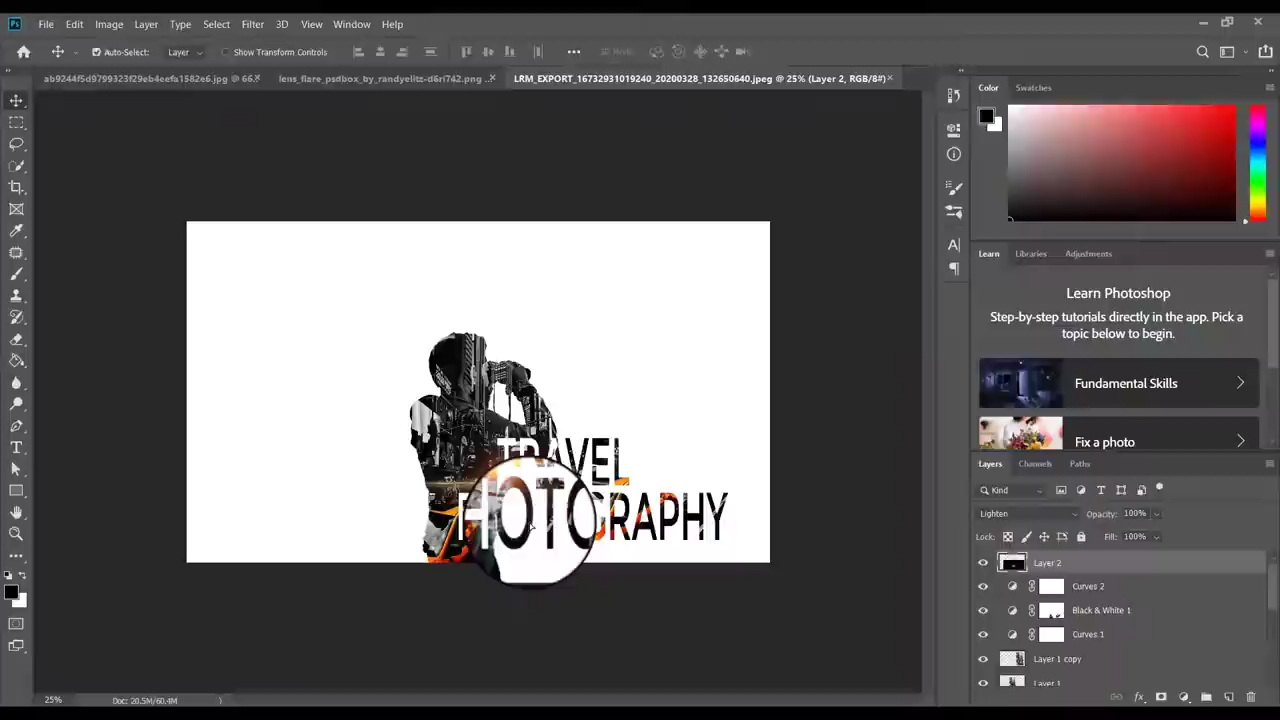 Ps File Edit Image Layer Type Select Filter 3D View Window Help
Auto-Select: Layer Show Transform Controls
ab9244f5d9799323f29eb4eefa1582e6.jpg @ 66. lens_flare_psdbox_by_randyelitz-d6ri742.png ... LRM_EXPORT_16732931019240_20200328_132650640.jpeg @ 25% (Layer 2, RGB/8#)
Color Swatches
TRAVEL
PHOTOGRAPHY
Learn Libraries Adjustments
Learn Photoshop
Step-by-step tutorials directly in the app. Pick a
topic below to begin.
Fundamental Skills
Fix a photo
Layers Channels Paths
Kind
Lighten Opacity: 100%
Lock: Fill: 100%
Layer 2
Curves 2
Black & White 1
Curves 1
Layer 1 copy
Layer 1
25% Doc: 20.5M/60.4M